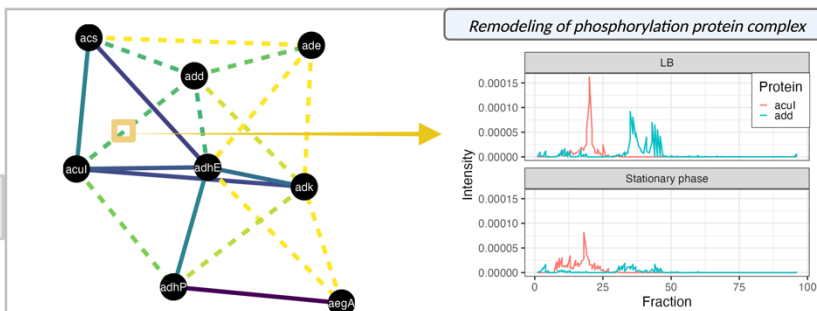 Remodeling of phosphorylation protein complex
acs
ade
add
acuI
adhE
adk
adhP
aegA
LB
Protein
acuI
add
0.00015
0.00010
0.00005
0.00000
Stationary phase
0.00015
0.00010
0.00005
0.00000
Intensity
0
25
50
75
100
Fraction